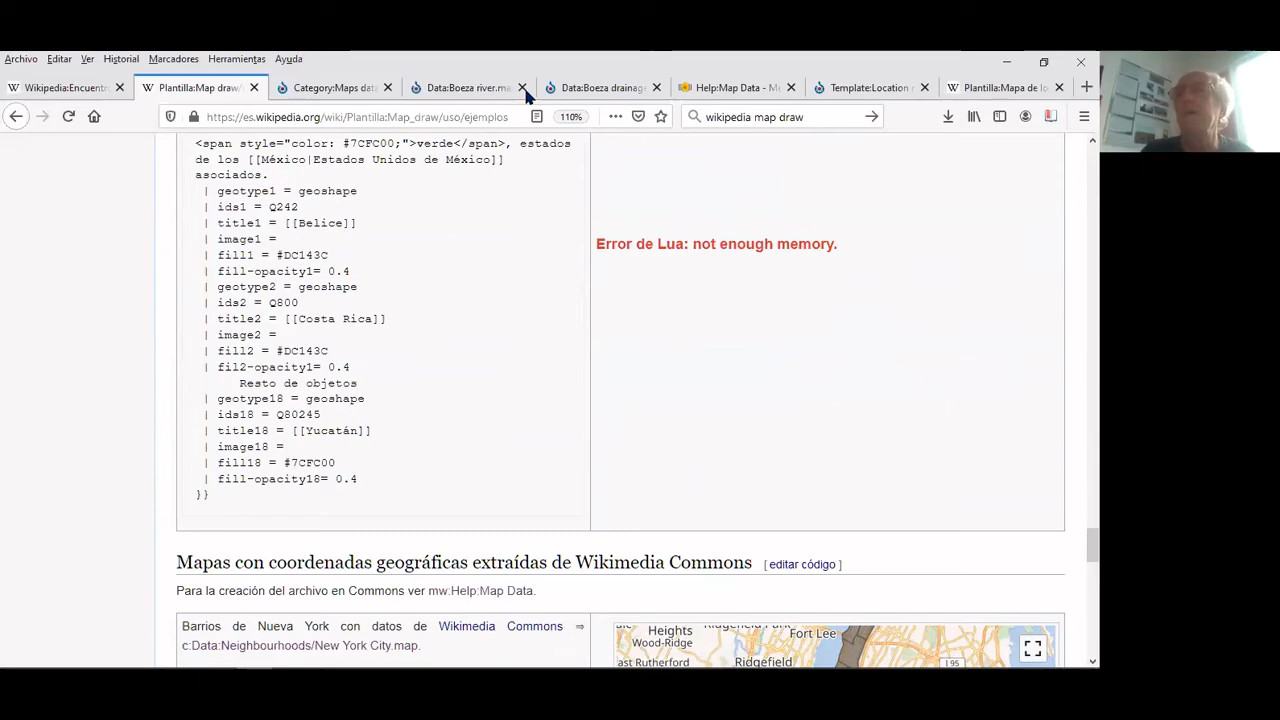 Archivo Editar Ver Historial Marcadores Herramientas Ayuda
Wikipedia:Encuentr Plantilla:Map draw/ Category:Maps dat Data:Boeza river.ma Data:Boeza drainag Help:Map Data - M Template:Location Plantilla:Mapa de lo
https://es.wikipedia.org/wiki/Plantilla:Map_draw/uso/ejemplos 110% wikipedia map draw
<span style="color: #7CFC00;">verde</span>, estados
de los [[México|Estados Unidos de México]]
asociados.
| geotype1 = geoshape
| ids1 = Q242
| title1 = [[Belice]]
| image1 =
| fill1 = #DC143C
| fill-opacity1= 0.4
| geotype2 = geoshape
| ids2 = Q800
| title2 = [[Costa Rica]]
| image2 =
| fill2 = #DC143C
| fil2-opacity1= 0.4
Resto de objetos
| geotype18 = geoshape
| ids18 = Q80245
| title18 = [[Yucatán]]
| image18 =
| fill18 = #7CFC00
| fill-opacity18= 0.4
}}
Error de Lua: not enough memory.
Mapas con coordenadas geográficas extraídas de Wikimedia Commons [ editar código ]
Para la creación del archivo en Commons ver mw:Help:Map Data.
Barrios de Nueva York con datos de Wikimedia Commons ⇒
c:Data:Neighbourhoods/New York City.map.
Heights
Wood-Ridge
ast Rutherford
Ridgefield
Fort Lee
I 95